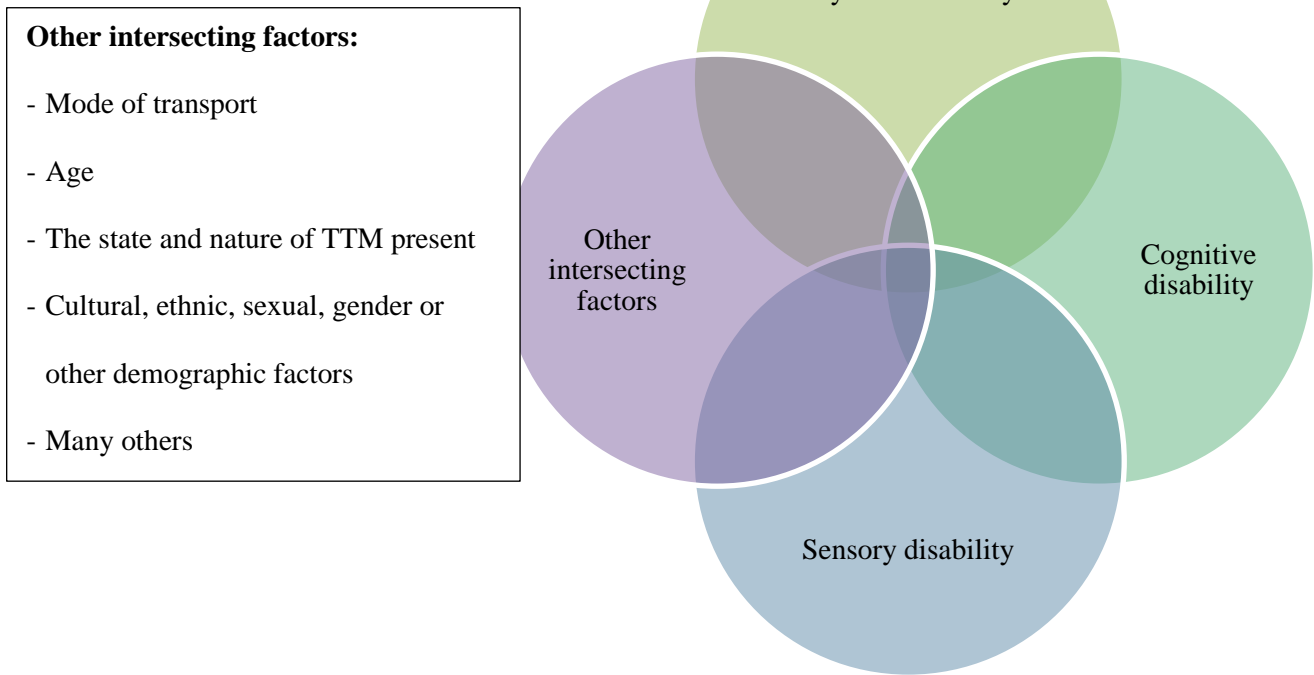 Other intersecting factors:
- Mode of transport
- Age
- The state and nature of TTM present
- Cultural, ethnic, sexual, gender or
other demographic factors
- Many others
Other
intersecting
factors
Cognitive
disability
Sensory disability